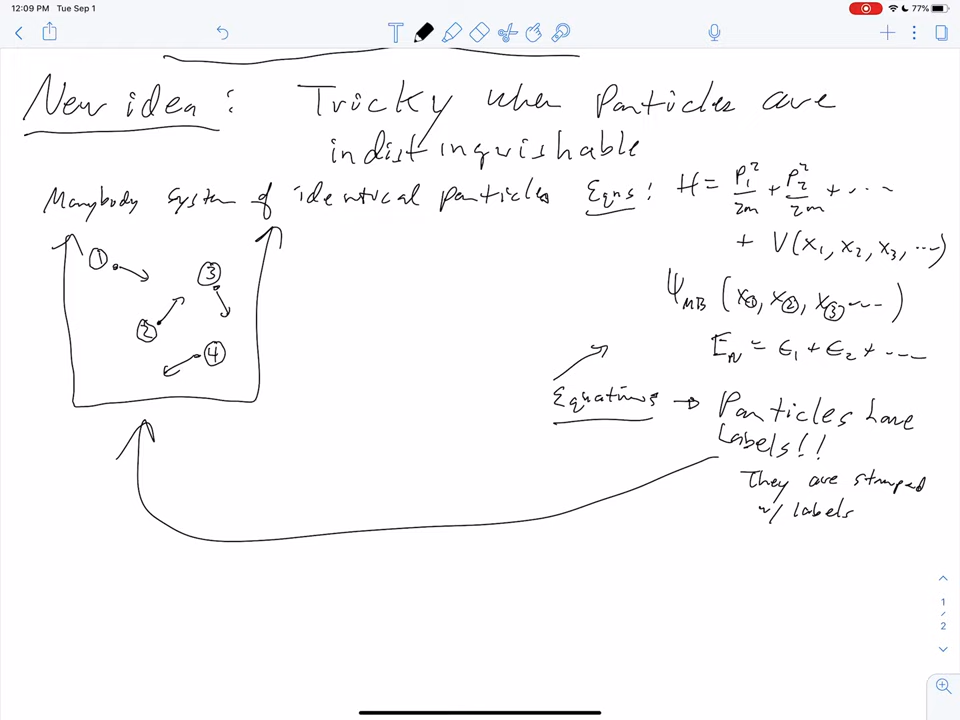 12:09 PM Tue Sep 1
77%
T
New idea : Tricky when Particles are
indistinguishable
Manybody system of identical particles Eqns: H = P₁²/2m + P₂²/2m + ....
+ V(x₁, x₂, x₃, ...)
① ③ ② ④
Ψ_MB (x①, x②, x③, ....)
E_N = ϵ₁ + ϵ₂ + ....
Equations → Particles have
Labels!!
They are stamped
w/ labels
1
/
2